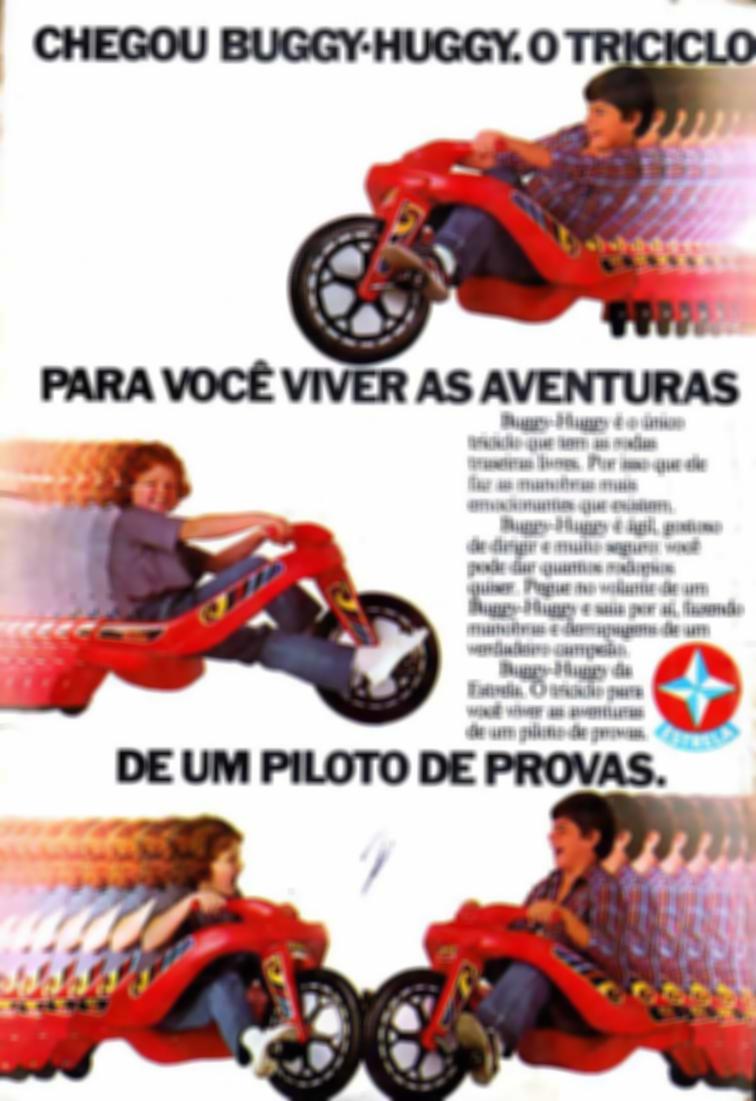 CHEGOU BUGGY-HUGGY. O TRICICLO
PARA VOCÊ VIVER AS AVENTURAS
Buggy-Huggy é o único
triciclo que tem as rodas
traseiras livres. Por isso que ele
faz as manobras mais
emocionantes que existem.
Buggy-Huggy é ágil, gostoso
de dirigir e muito seguro: você
pode dar quantos rodopios
quiser. Pegue no volante de um
Buggy-Huggy e saia por aí, fazendo
manobras e derrapagens de um
verdadeiro campeão.
Buggy-Huggy da
Estrela. O triciclo para
você viver as aventuras
de um piloto de provas.
ESTRELA
DE UM PILOTO DE PROVAS.